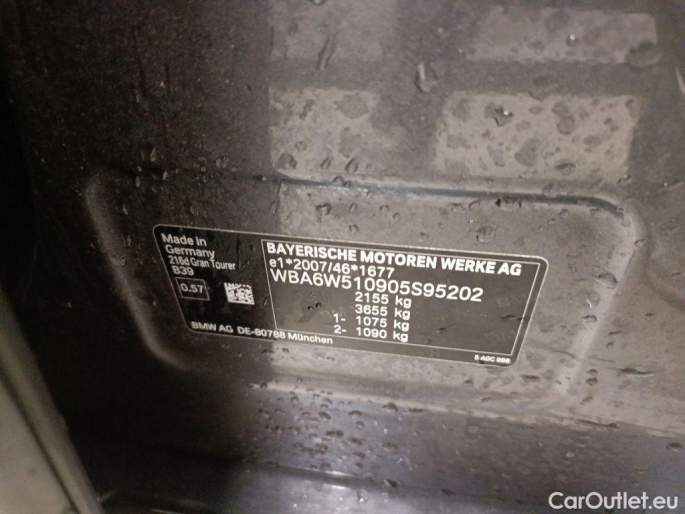 Made in
Germany
218d Gran Tourer
B39
0.57
BMW AG DE-80788 München
BAYERISCHE MOTOREN WERKE AG
e1*2007/46*1677
WBA6W510905S95202
2155 kg
3655 kg
1- 1075 kg
2- 1090 kg
CarOutlet.eu